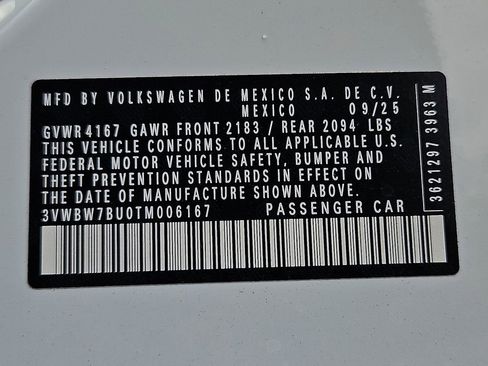 MFD BY VOLKSWAGEN DE MEXICO S.A. DE C.V.
MEXICO 09/25
GVWR 4167 GAWR FRONT 2183 / REAR 2094 LBS
THIS VEHICLE CONFORMS TO ALL APPLICABLE U.S.
FEDERAL MOTOR VEHICLE SAFETY, BUMPER AND
THEFT PREVENTION STANDARDS IN EFFECT ON
THE DATE OF MANUFACTURE SHOWN ABOVE.
3VWBW7BU0TM006167 PASSENGER CAR
3621297 3963 M